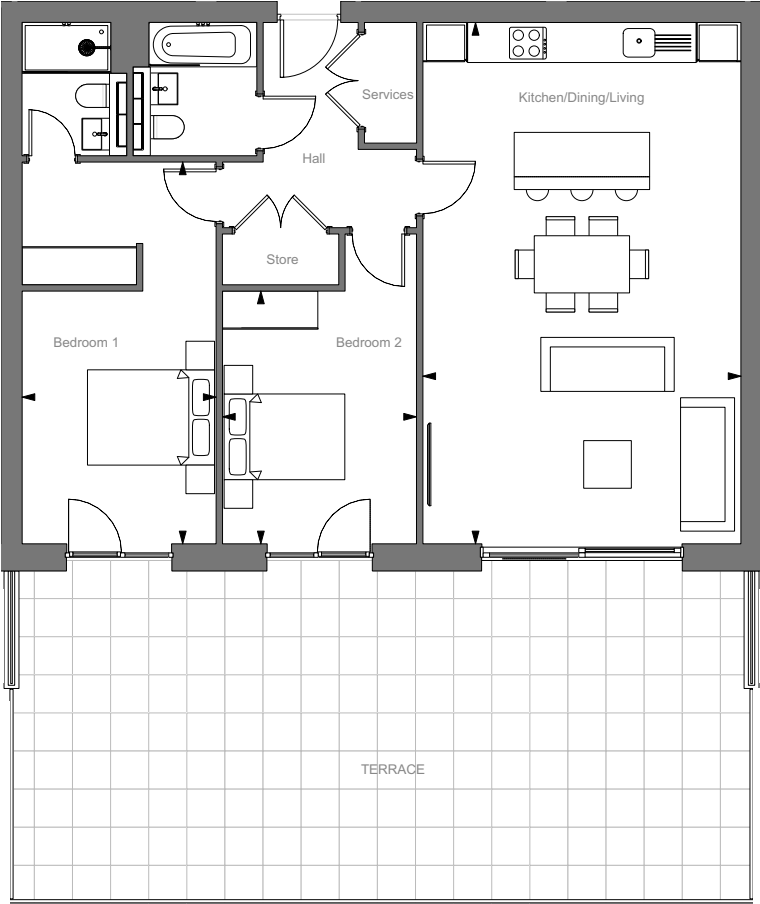 Services
Kitchen/Dining/Living
Hall
Store
Bedroom 1
Bedroom 2
TERRACE